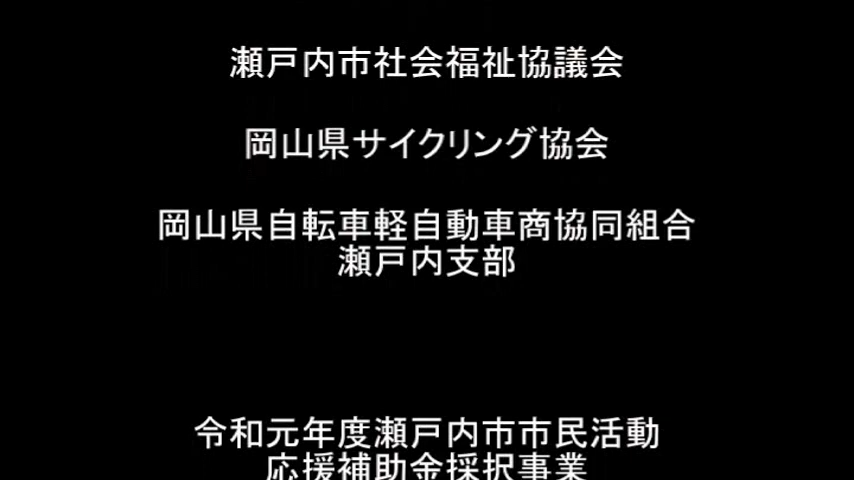 瀬戸内市社会福祉協議会
岡山県サイクリング協会
岡山県自転車軽自動車商協同組合
瀬戸内支部
令和元年度瀬戸内市市民活動
応援補助金採択事業